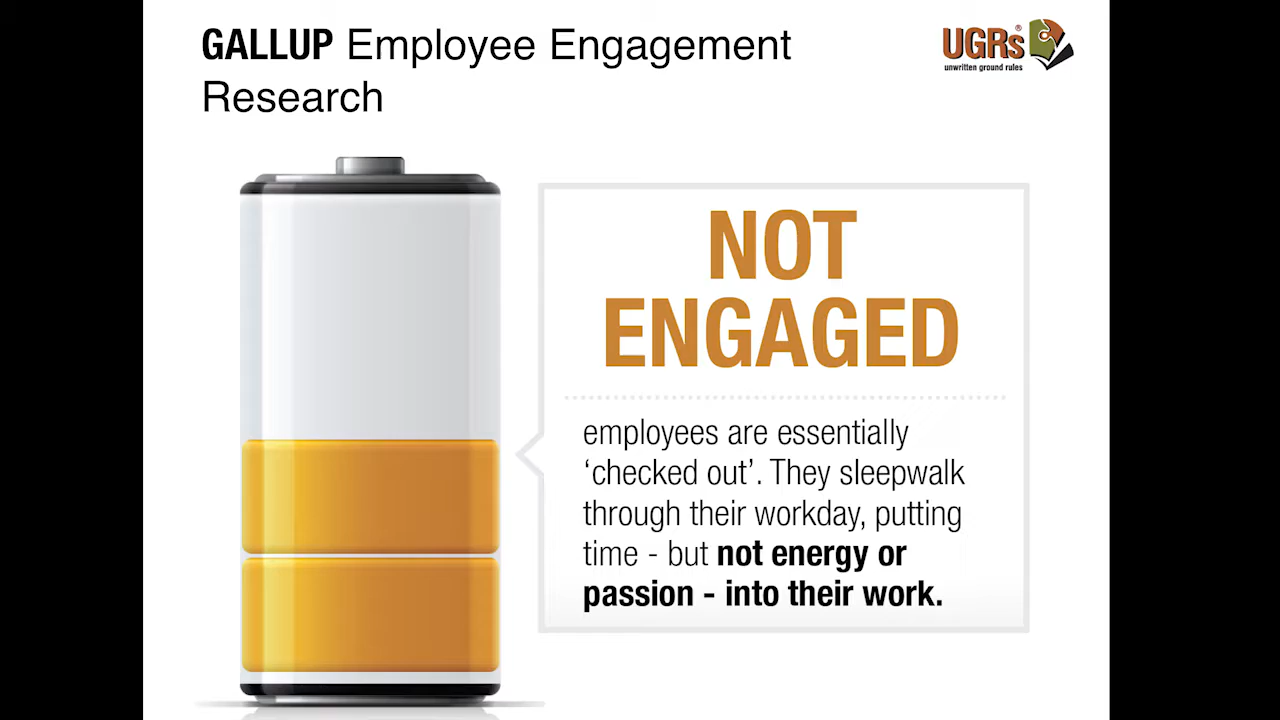 GALLUP Employee Engagement
Research
UGRs®
unwritten ground rules
NOT
ENGAGED
employees are essentially
‘checked out’. They sleepwalk
through their workday, putting
time - but not energy or
passion - into their work.